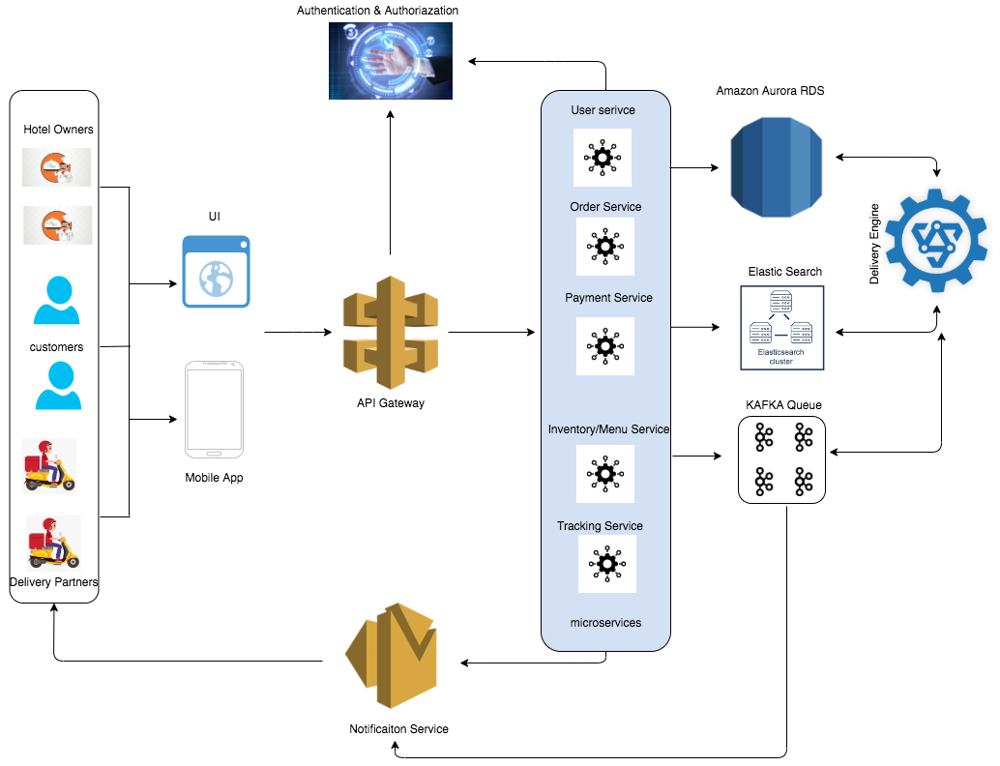 Authentication & Authoriazation
Hotel Owners
customers
Delivery Partners
UI
Mobile App
API Gateway
User serivce
Order Service
Payment Service
Inventory/Menu Service
Tracking Service
microservices
Amazon Aurora RDS
Elastic Search
Elasticsearch
cluster
KAFKA Queue
Delivery Engine
Notificaiton Service